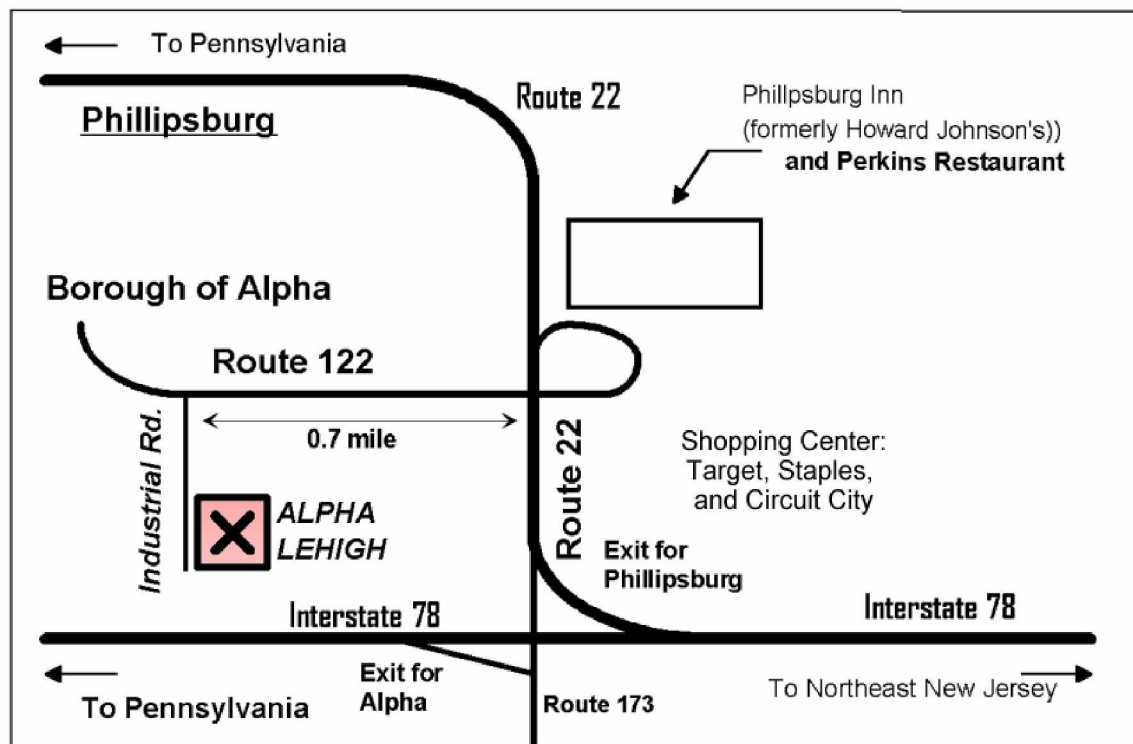 To Pennsylvania
Route 22
Phillipsburg
Phillpsburg Inn
(formerly Howard Johnson's))
and Perkins Restaurant
Borough of Alpha
Route 122
0.7 mile
Industrial Rd.
Route 22
Shopping Center:
Target, Staples,
and Circuit City
ALPHA
LEHIGH
Exit for
Phillipsburg
Interstate 78
Interstate 78
Exit for
Alpha
To Pennsylvania
Route 173
To Northeast New Jersey